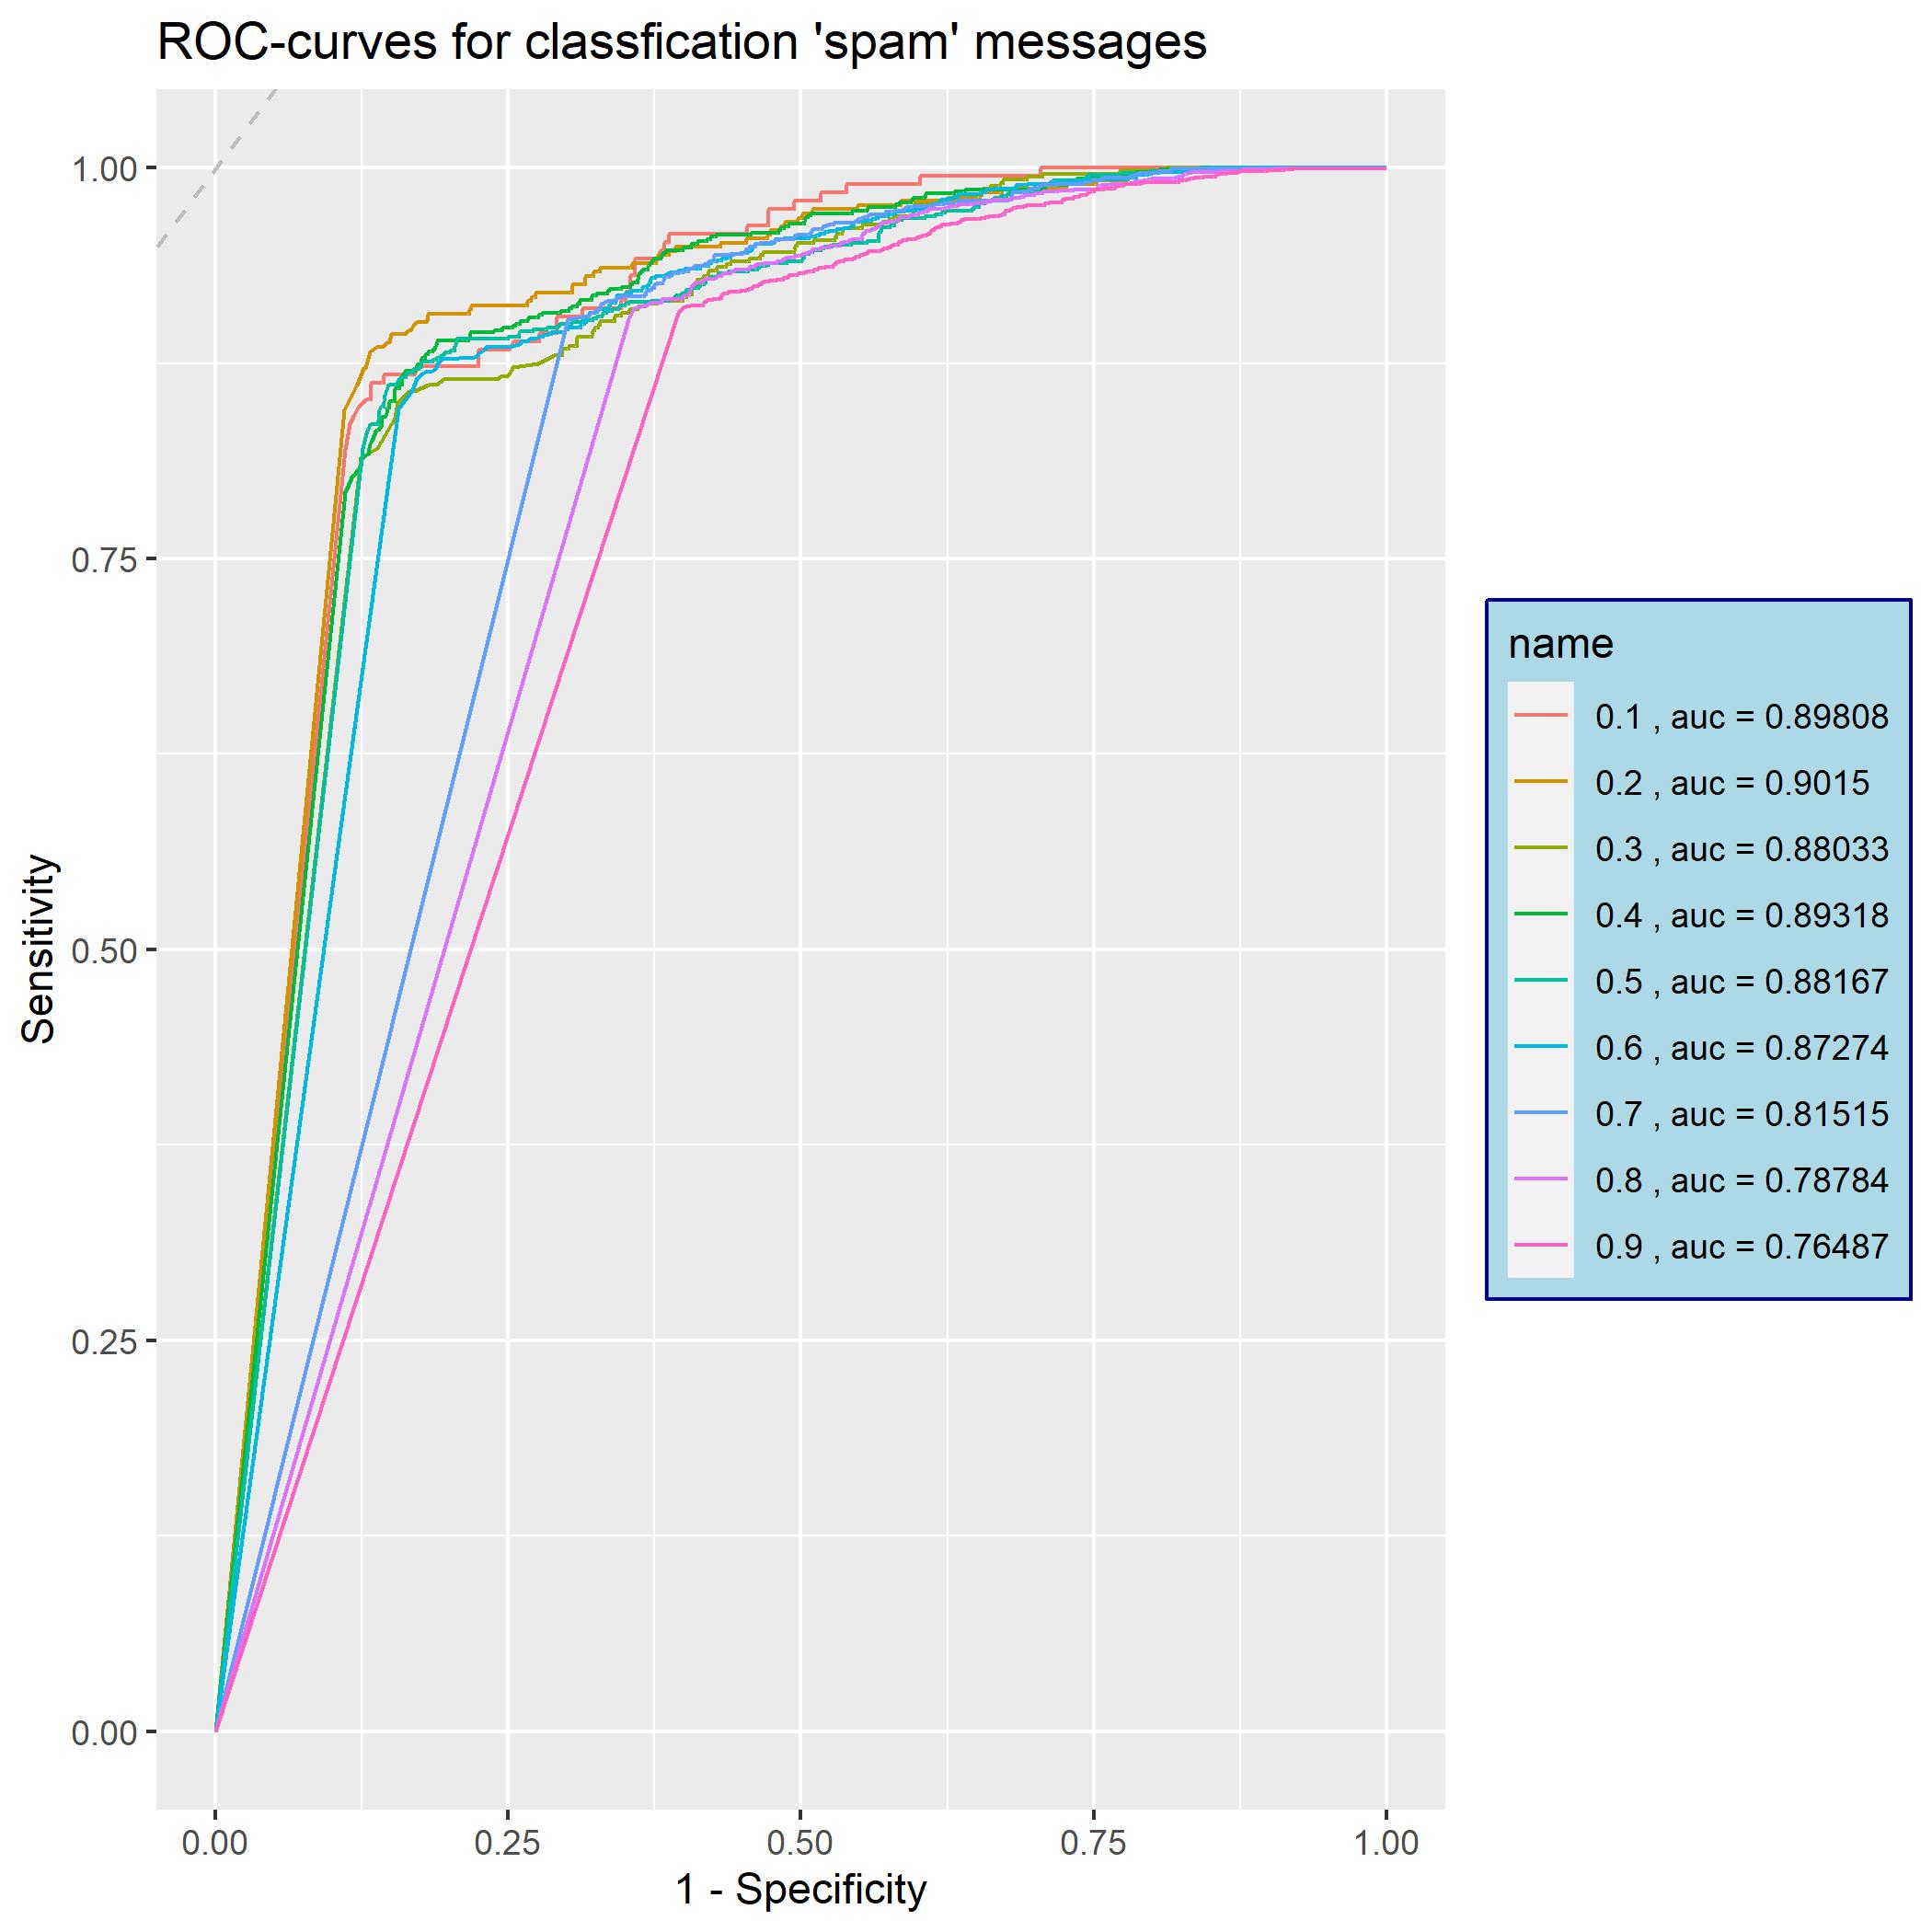 ROC-curves for classfication 'spam' messages
1.00
0.75
0.50
0.25
0.00
Sensitivity
0.00 0.25 0.50 0.75 1.00
1 - Specificity
name
0.1 , auc = 0.89808
0.2 , auc = 0.9015
0.3 , auc = 0.88033
0.4 , auc = 0.89318
0.5 , auc = 0.88167
0.6 , auc = 0.87274
0.7 , auc = 0.81515
0.8 , auc = 0.78784
0.9 , auc = 0.76487